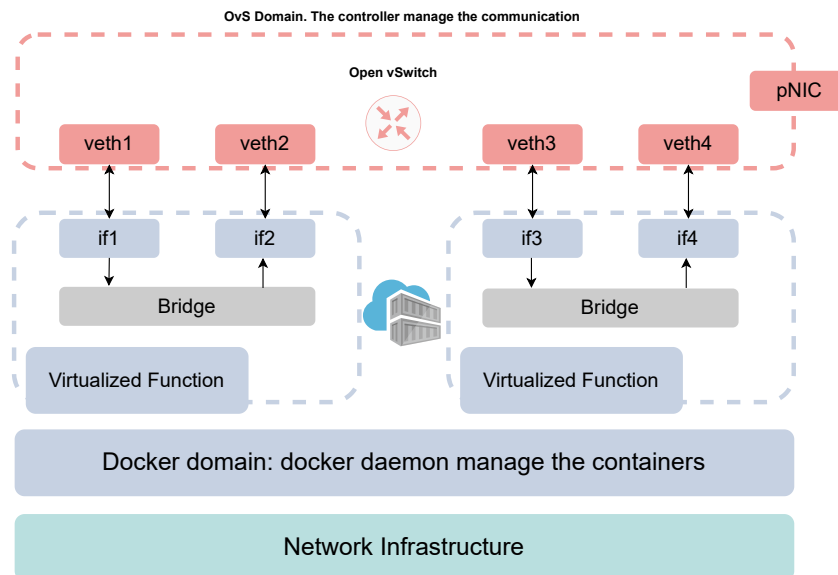 OvS Domain. The controller manage the communication
Open vSwitch
pNIC
veth1
veth2
veth3
veth4
if1
if2
if3
if4
Bridge
Bridge
Virtualized Function
Virtualized Function
Docker domain: docker daemon manage the containers
Network Infrastructure